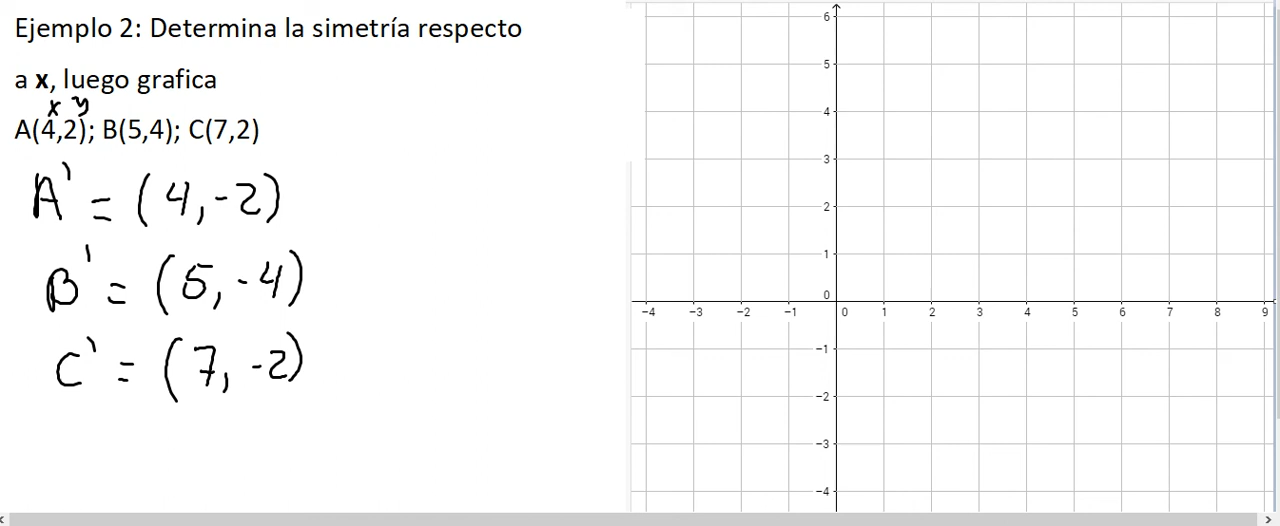 Ejemplo 2: Determina la simetría respecto
a x, luego grafica
x y
A(4,2); B(5,4); C(7,2)
A' = (4,-2)
B' = (5,-4)
C' = (7,-2)
6
5
4
3
2
1
0
−4 −3 −2 −1 0 1 2 3 4 5 6 7 8 9
−1
−2
−3
−4